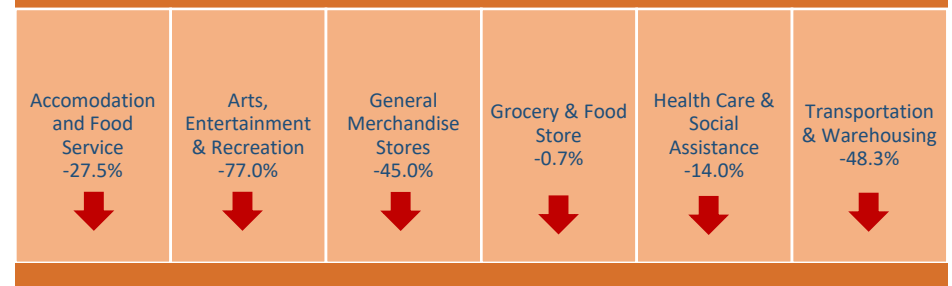 Accomodation
and Food
Service
-27.5%
Arts,
Entertainment
& Recreation
-77.0%
General
Merchandise
Stores
-45.0%
Grocery & Food
Store
-0.7%
Health Care &
Social
Assistance
-14.0%
Transportation
& Warehousing
-48.3%